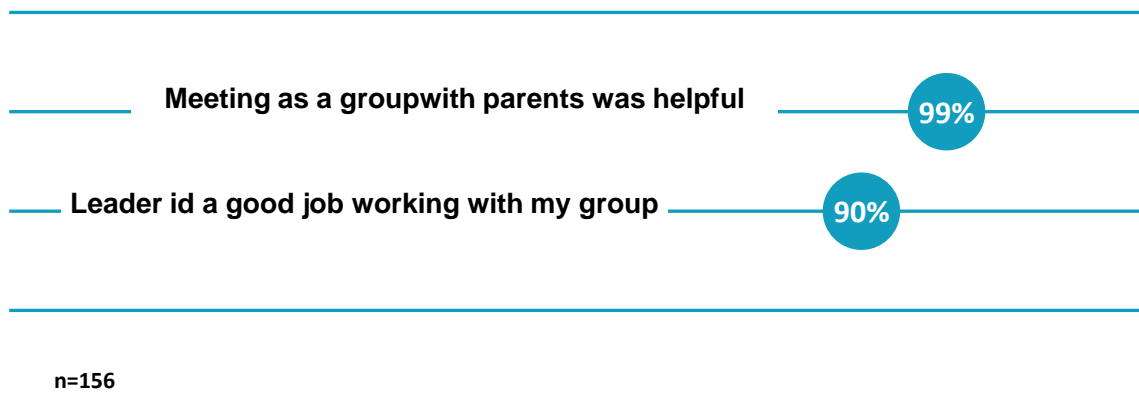 Meeting as a groupwith parents was helpful
99%
Leader id a good job working with my group
90%
n=156